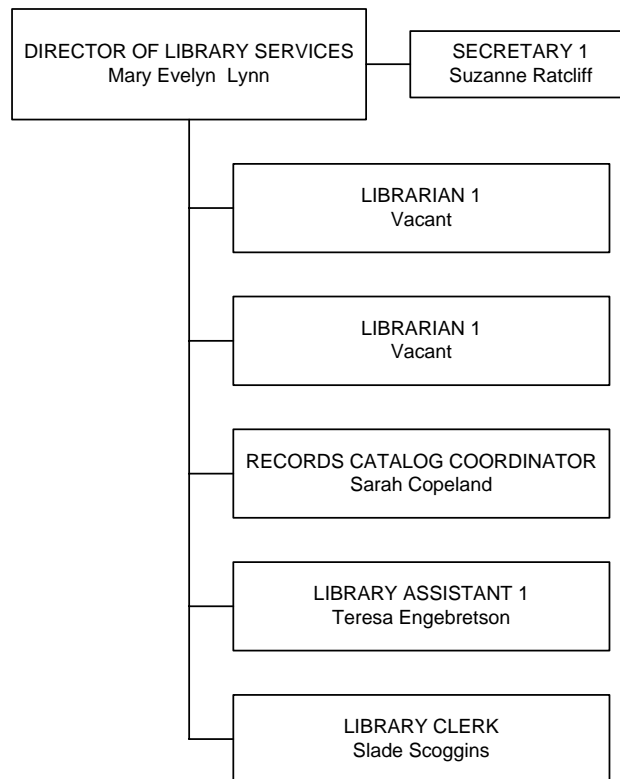 DIRECTOR OF LIBRARY SERVICES
Mary Evelyn  Lynn
SECRETARY 1
Suzanne Ratcliff
LIBRARIAN 1
Vacant
LIBRARIAN 1
Vacant
RECORDS CATALOG COORDINATOR
Sarah Copeland
LIBRARY ASSISTANT 1
Teresa Engebretson
LIBRARY CLERK
Slade Scoggins